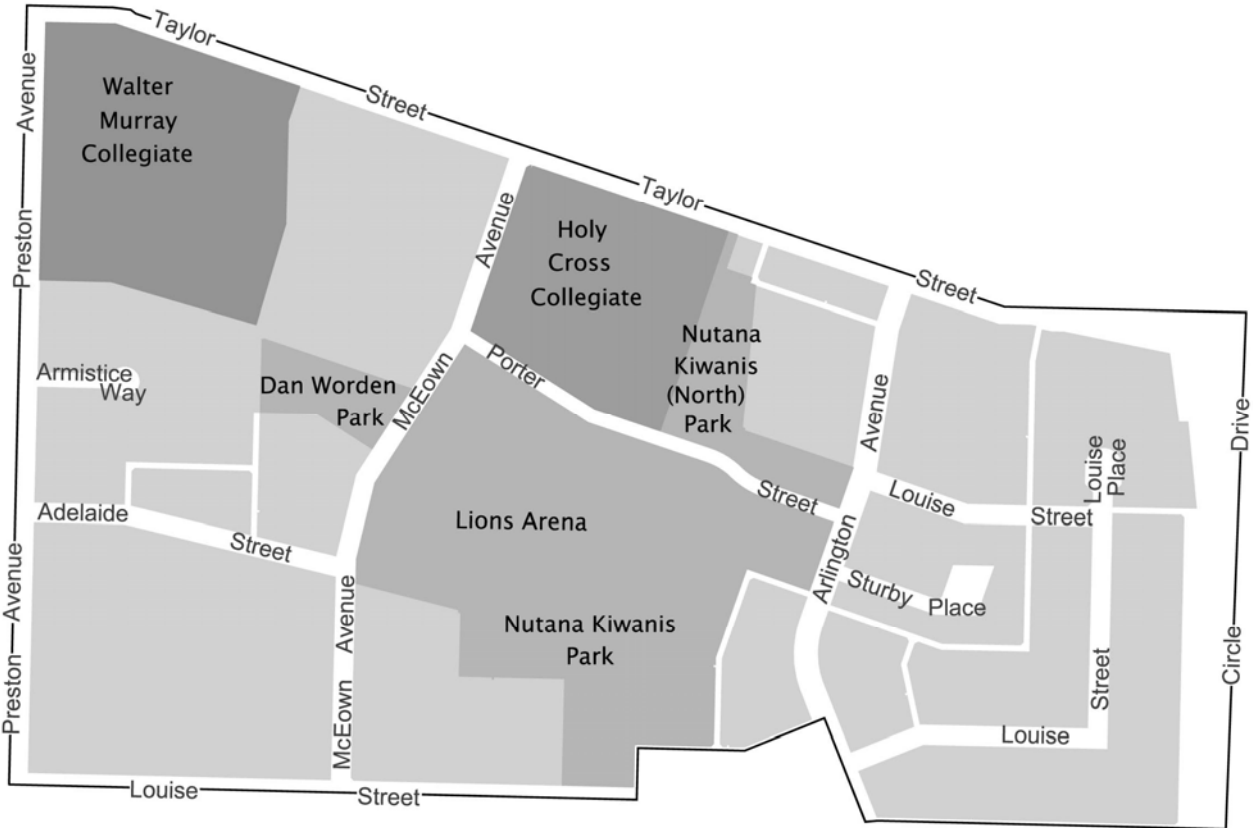 Taylor
Street
Taylor
Street
Preston
Avenue
Walter
Murray
Collegiate
Avenue
Holy
Cross
Collegiate
Nutana
Kiwanis
(North)
Park
Armistice
Way
Dan Worden
Park
McEown
Porter
Avenue
Louise
Place
Drive
Adelaide
Street
Lions Arena
Street
Louise
Street
Arlington
Sturby
Place
Preston
Avenue
McEown
Avenue
Nutana Kiwanis
Park
Street
Circle
Louise
Louise
Street